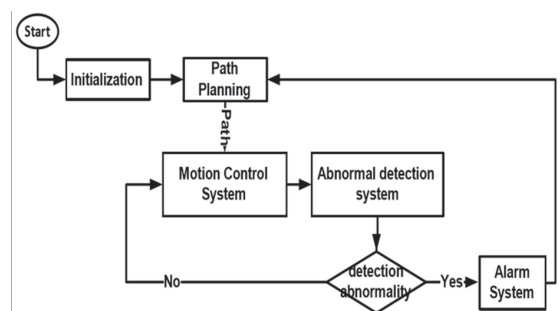 Start
Initialization
Path
Planning
Path
Motion Control
System
Abnormal detection
system
detection
abnormality
No
Yes
Alarm
System